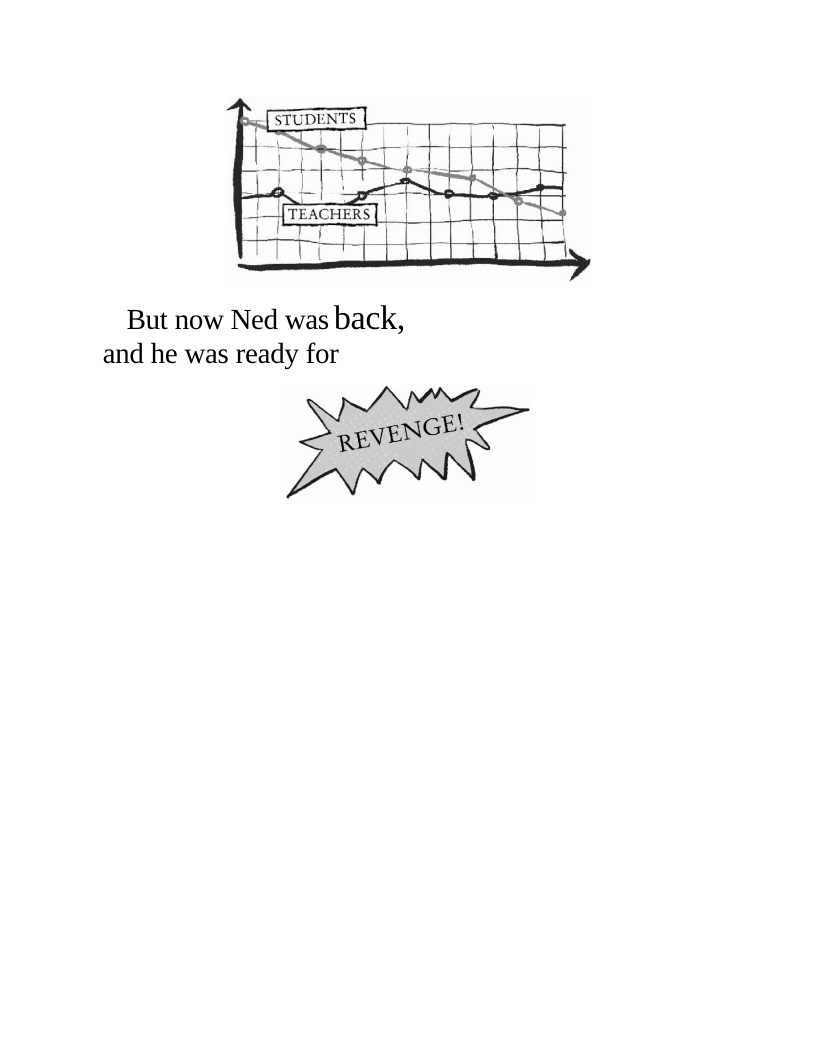 STUDENTS
TEACHERS
But now Ned was back,
and he was ready for
REVENGE!